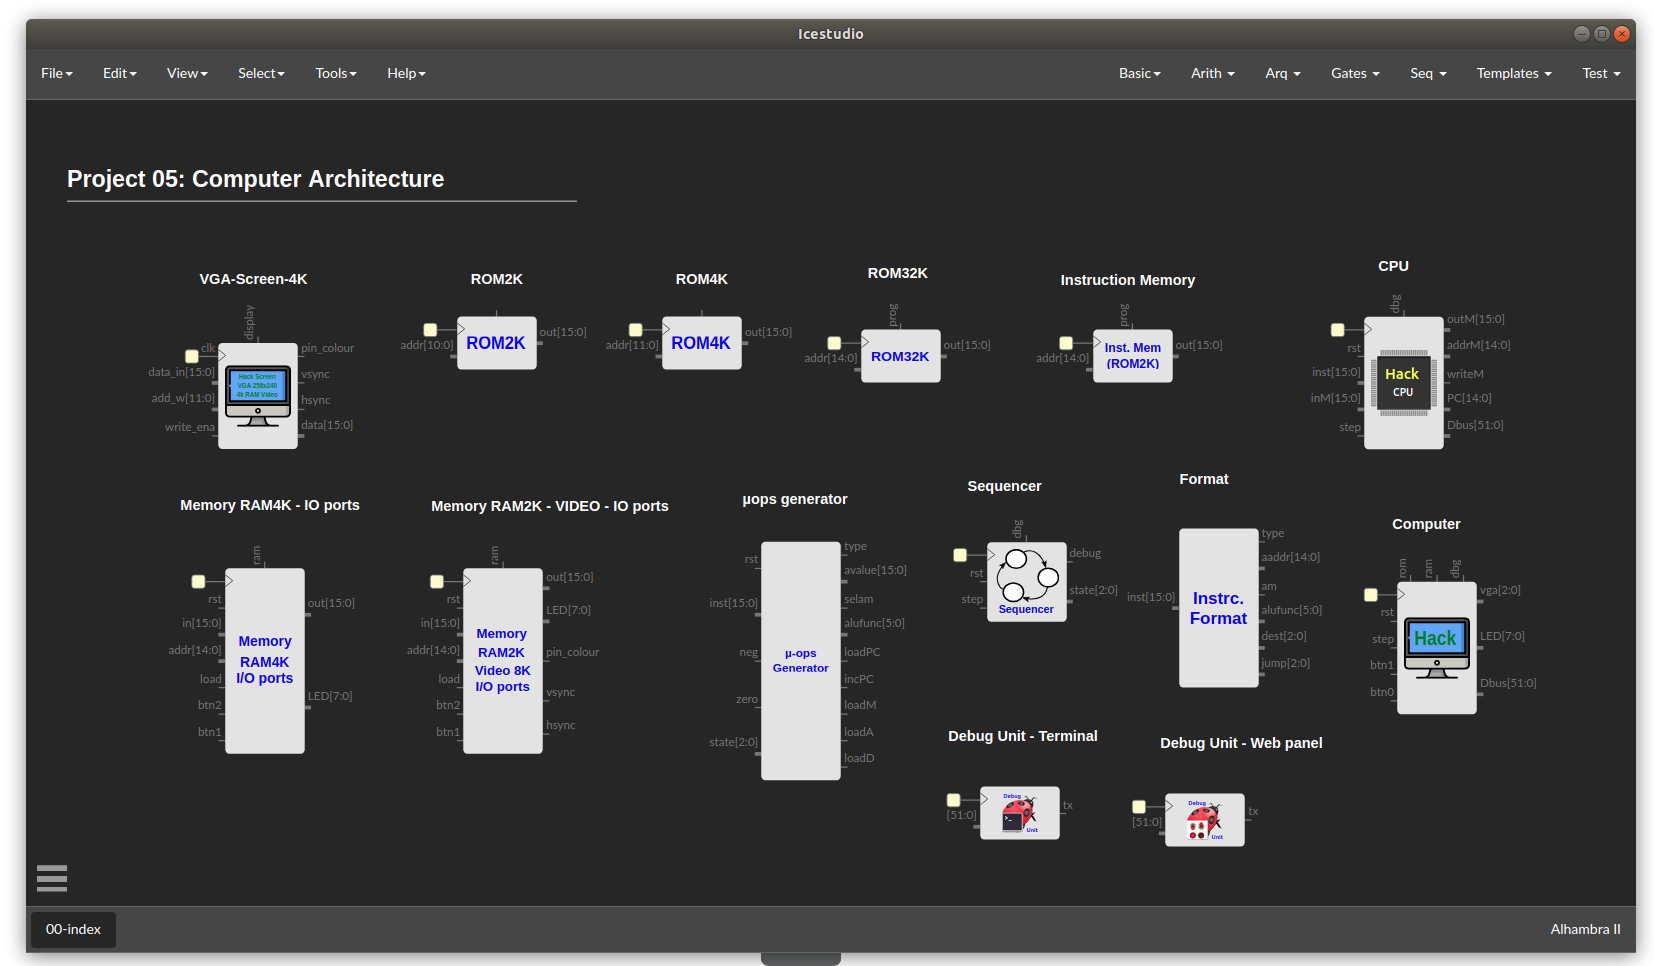 Icestudio
File
Edit
View
Select
Tools
Help
Basic
Arith
Arq
Gates
Seq
Templates
Test
Project 05: Computer Architecture
VGA-Screen-4K
display
clk
data_in[15:0]
add_w[11:0]
write_ena
Hack Screen
VGA 256x240
4k RAM Video
pin_colour
vsync
hsync
data[15:0]
ROM2K
addr[10:0]
ROM2K
out[15:0]
ROM4K
addr[11:0]
ROM4K
out[15:0]
ROM32K
prog
addr[14:0]
ROM32K
out[15:0]
Instruction Memory
prog
addr[14:0]
Inst. Mem
(ROM2K)
out[15:0]
CPU
dbg
rst
inst[15:0]
inM[15:0]
step
Hack
CPU
outM[15:0]
addrM[14:0]
writeM
PC[14:0]
Dbus[51:0]
Memory RAM4K - IO ports
ram
rst
in[15:0]
addr[14:0]
load
btn2
btn1
Memory
RAM4K
I/O ports
out[15:0]
LED[7:0]
Memory RAM2K - VIDEO - IO ports
ram
rst
in[15:0]
addr[14:0]
load
btn2
btn1
Memory
RAM2K
Video 8K
I/O ports
out[15:0]
LED[7:0]
pin_colour
vsync
hsync
µops generator
rst
inst[15:0]
neg
zero
state[2:0]
µ-ops
Generator
type
avalue[15:0]
selam
alufunc[5:0]
loadPC
incPC
loadM
loadA
loadD
Sequencer
dbg
rst
step
Sequencer
debug
state[2:0]
Format
inst[15:0]
Instrc.
Format
type
aaddr[14:0]
am
alufunc[5:0]
dest[2:0]
jump[2:0]
Computer
rom
ram
dbg
rst
step
btn1
btn0
Hack
vga[2:0]
LED[7:0]
Dbus[51:0]
Debug Unit - Terminal
[51:0]
Debug
>_
Unit
tx
Debug Unit - Web panel
[51:0]
Debug
Unit
tx
00-index
Alhambra II